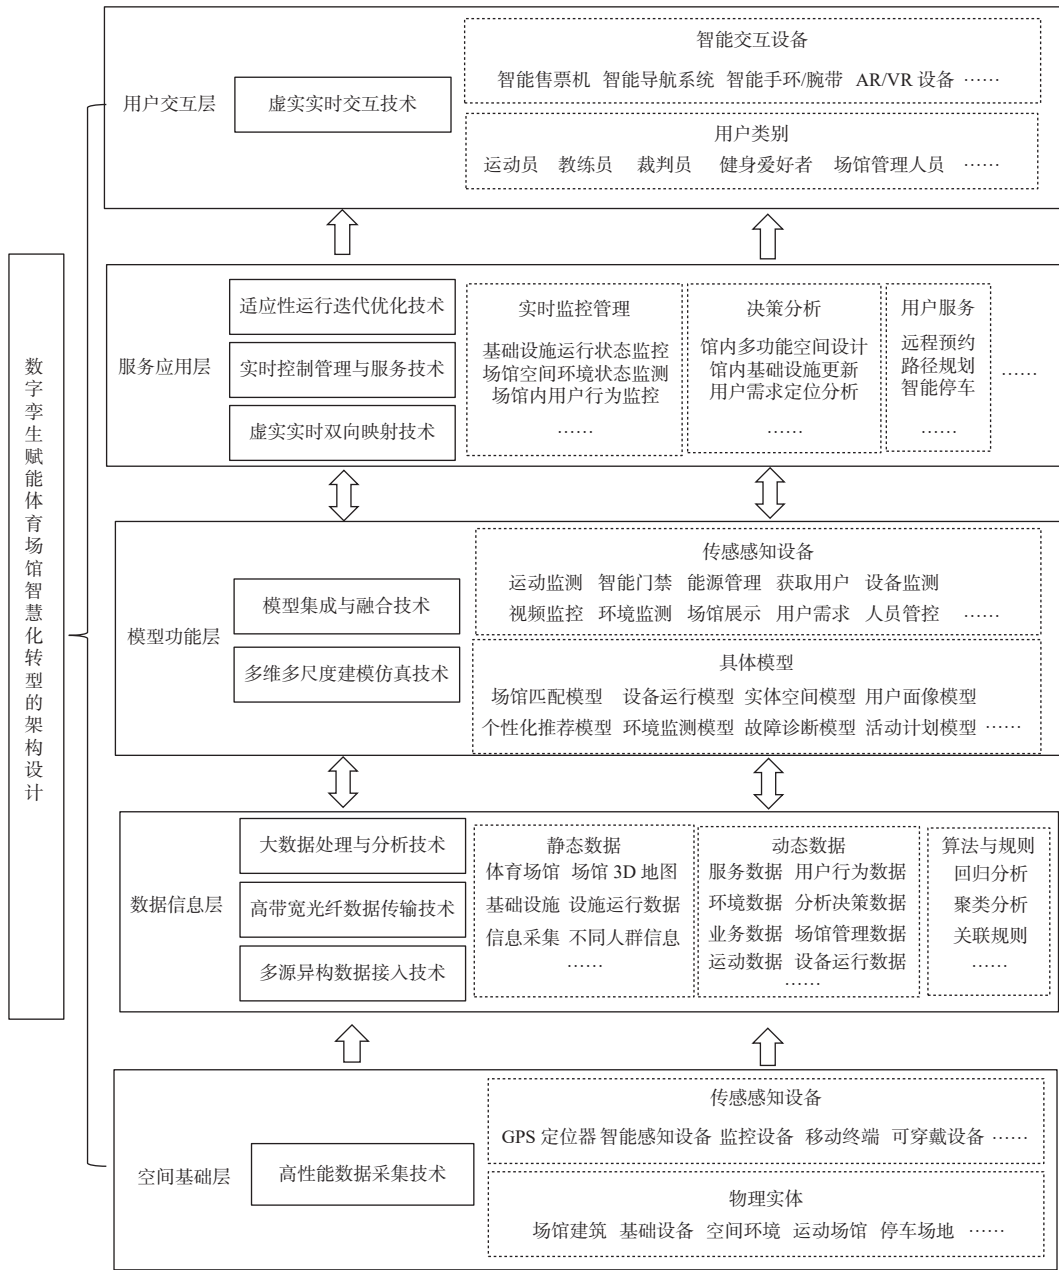 数字孪生赋能体育场馆智慧化转型的架构设计
用户交互层
虚实实时交互技术
智能交互设备
智能售票机 智能导航系统 智能手环/腕带 AR/VR 设备 ……
用户类别
运动员 教练员 裁判员 健身爱好者 场馆管理人员 ……
服务应用层
适应性运行迭代优化技术
实时控制管理与服务技术
虚实实时双向映射技术
实时监控管理
基础设施运行状态监控
场馆空间环境状态监测
场馆内用户行为监控
……
决策分析
馆内多功能空间设计
馆内基础设施更新
用户需求定位分析
……
用户服务
远程预约
路径规划
智能停车
……
……
模型功能层
模型集成与融合技术
多维多尺度建模仿真技术
传感感知设备
运动监测 智能门禁 能源管理 获取用户 设备监测
视频监控 环境监测 场馆展示 用户需求 人员管控 ……
具体模型
场馆匹配模型 设备运行模型 实体空间模型 用户面像模型
个性化推荐模型 环境监测模型 故障诊断模型 活动计划模型 ……
数据信息层
大数据处理与分析技术
高带宽光纤数据传输技术
多源异构数据接入技术
静态数据
体育场馆 场馆 3D 地图
基础设施 设施运行数据
信息采集 不同人群信息
……
动态数据
服务数据 用户行为数据
环境数据 分析决策数据
业务数据 场馆管理数据
运动数据 设备运行数据
……
算法与规则
回归分析
聚类分析
关联规则
……
空间基础层
高性能数据采集技术
传感感知设备
GPS 定位器 智能感知设备 监控设备 移动终端 可穿戴设备 ……
物理实体
场馆建筑 基础设备 空间环境 运动场馆 停车场地 ……